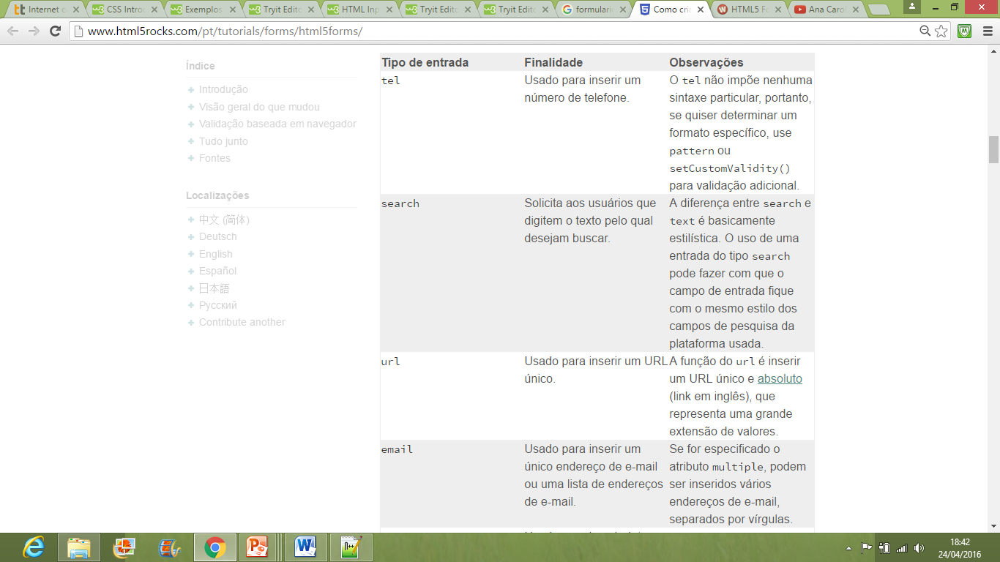 Internet c
CSS Introd
Exemplos
Tryit Edito
HTML Inp
Tryit Edito
Tryit Edito
formulari
Como cria
HTML5 Fo
Ana Caro
www.html5rocks.com/pt/tutorials/forms/html5forms/
Índice
Introdução
Visão geral do que mudou
Validação baseada em navegador
Tudo junto
Fontes
Localizações
中文 (简体)
Deutsch
English
Español
日本語
Русский
Contribute another
Tipo de entrada Finalidade Observações
tel
Usado para inserir um
número de telefone.
O tel não impõe nenhuma
sintaxe particular, portanto,
se quiser determinar um
formato específico, use
pattern ou
setCustomValidity()
para validação adicional.
search
Solicita aos usuários que
digitem o texto pelo qual
desejam buscar.
A diferença entre search e
text é basicamente
estilística. O uso de uma
entrada do tipo search
pode fazer com que o
campo de entrada fique
com o mesmo estilo dos
campos de pesquisa da
plataforma usada.
url
Usado para inserir um URL
único.
A função do url é inserir
um URL único e absoluto
(link em inglês), que
representa uma grande
extensão de valores.
email
Usado para inserir um
único endereço de e-mail
ou uma lista de endereços
de e-mail.
Se for especificado o
atributo multiple, podem
ser inseridos vários
endereços de e-mail,
separados por vírgulas.
18:42
24/04/2016